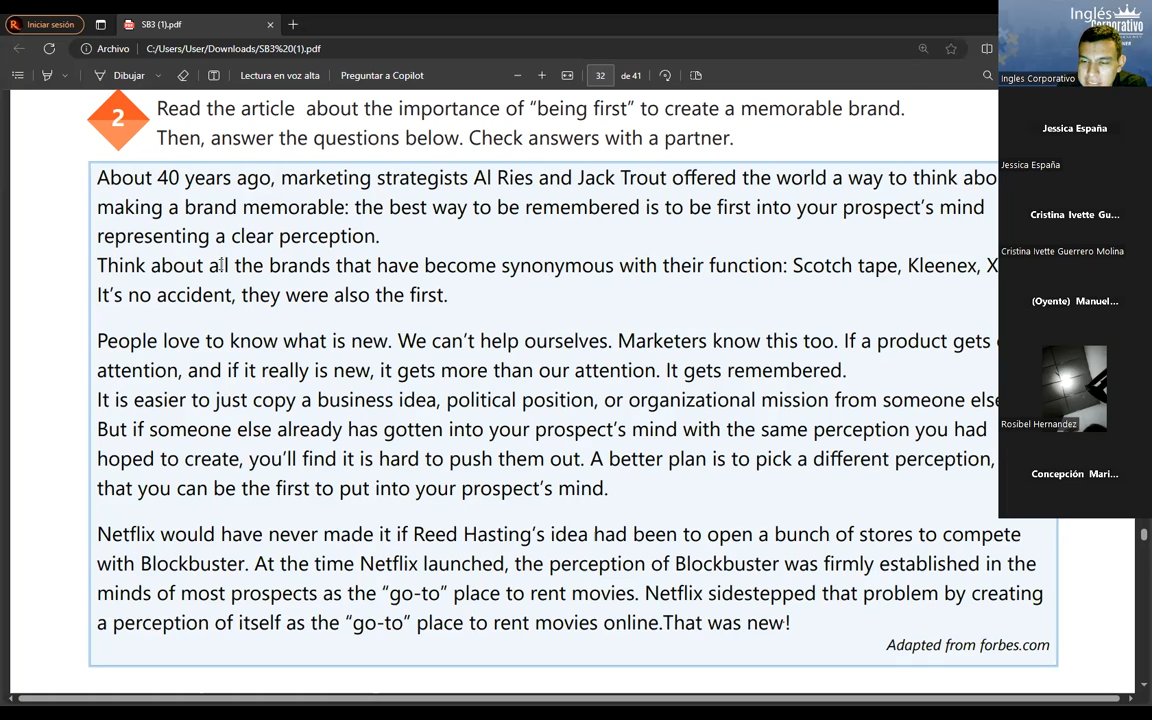 Iniciar sesión
SB3 (1).pdf
Archivo
C:/Users/User/Downloads/SB3%20(1).pdf
Dibujar
Lectura en voz alta
Preguntar a Copilot
32
de 41
2
Read the article about the importance of “being first” to create a memorable brand.
Then, answer the questions below. Check answers with a partner.
About 40 years ago, marketing strategists Al Ries and Jack Trout offered the world a way to think abo
making a brand memorable: the best way to be remembered is to be first into your prospect’s mind
representing a clear perception.
Think about all the brands that have become synonymous with their function: Scotch tape, Kleenex, X
It’s no accident, they were also the first.
People love to know what is new. We can’t help ourselves. Marketers know this too. If a product gets
attention, and if it really is new, it gets more than our attention. It gets remembered.
It is easier to just copy a business idea, political position, or organizational mission from someone else
But if someone else already has gotten into your prospect’s mind with the same perception you had
hoped to create, you’ll find it is hard to push them out. A better plan is to pick a different perception,
that you can be the first to put into your prospect’s mind.
Netflix would have never made it if Reed Hasting’s idea had been to open a bunch of stores to compete
with Blockbuster. At the time Netflix launched, the perception of Blockbuster was firmly established in the
minds of most prospects as the “go-to” place to rent movies. Netflix sidestepped that problem by creating
a perception of itself as the “go-to” place to rent movies online.That was new!
Adapted from forbes.com
Inglés
Corporativo
Ingles Corporativo
Jessica España
Jessica España
Cristina Ivette Gu...
Cristina Ivette Guerrero Molina
(Oyente) Manuel...
Rosibel Hernandez
Concepción Mari...